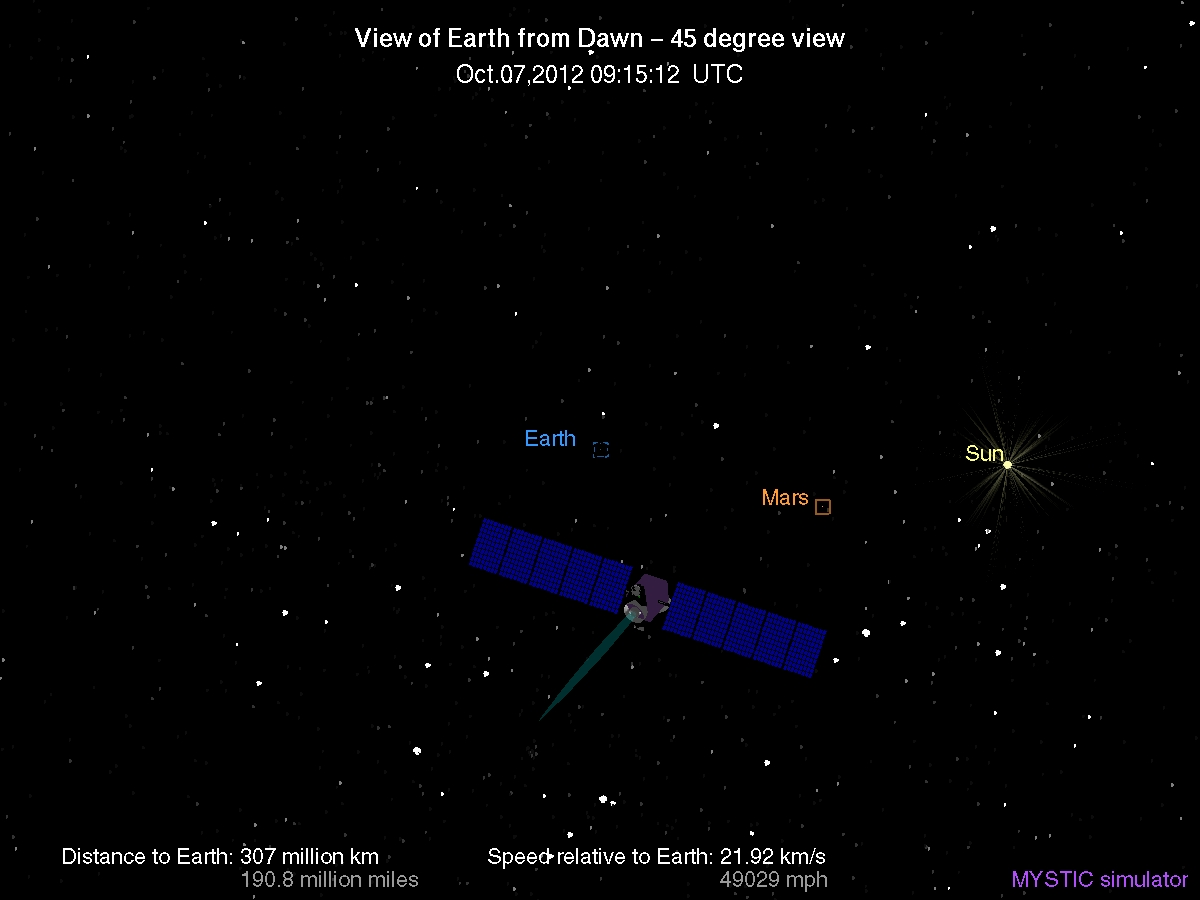 View of Earth from Dawn – 45 degree view
Oct.07,2012 09:15:12 UTC
Earth
Sun
Mars
Distance to Earth: 307 million km
190.8 million miles
Speed relative to Earth: 21.92 km/s
49029 mph
MYSTIC simulator